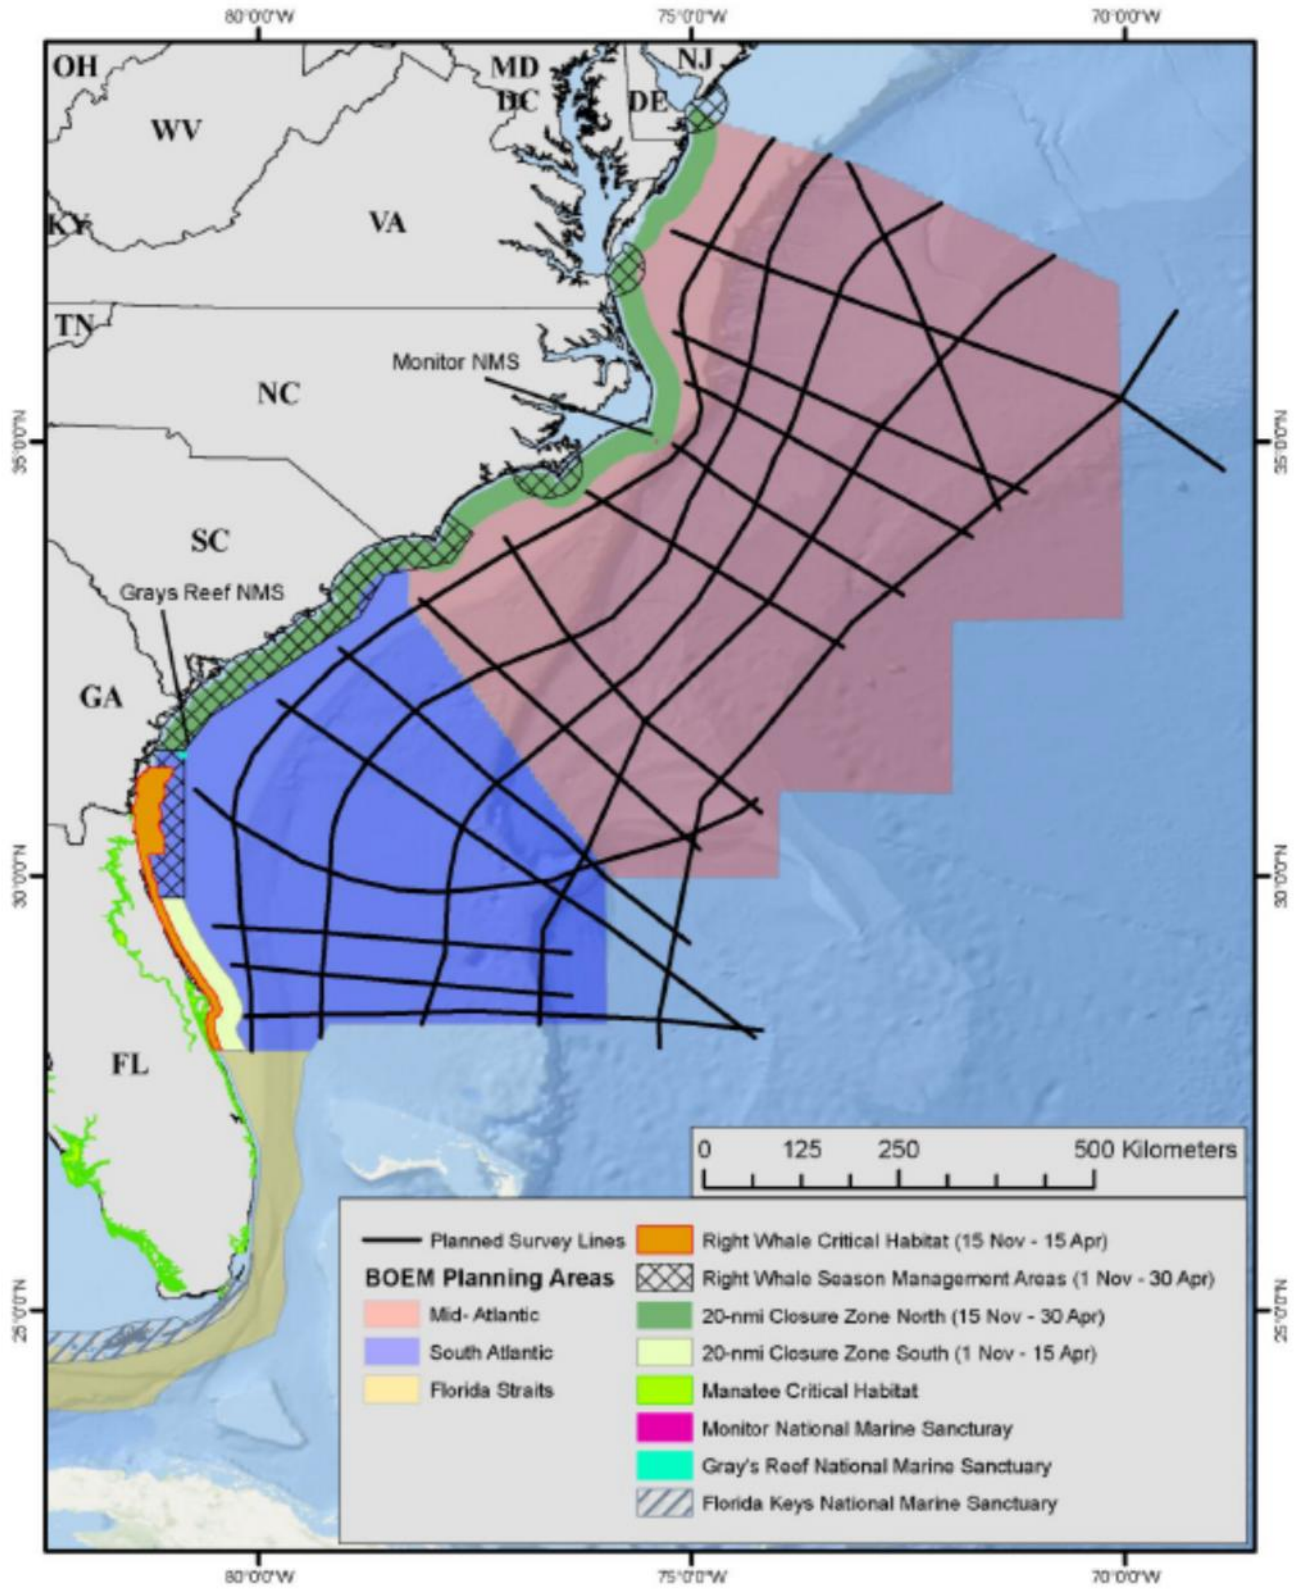 80°0'0"W 75°0'0"W 70°0'0"W
OH MD NJ
DC DE
WV
KY VA
TN
Monitor NMS
NC
35°0'0"N 35°0'0"N
SC
Grays Reef NMS
GA
30°0'0"N 30°0'0"N
FL
0 125 250 500 Kilometers
Planned Survey Lines
BOEM Planning Areas
Mid- Atlantic
South Atlantic
Florida Straits
Right Whale Critical Habitat (15 Nov - 15 Apr)
Right Whale Season Management Areas (1 Nov - 30 Apr)
20-nmi Closure Zone North (15 Nov - 30 Apr)
20-nmi Closure Zone South (1 Nov - 15 Apr)
Manatee Critical Habitat
Monitor National Marine Sancturay
Gray's Reef National Marine Sanctuary
Florida Keys National Marine Sanctuary
25°0'0"N 25°0'0"N
80°0'0"W 75°0'0"W 70°0'0"W